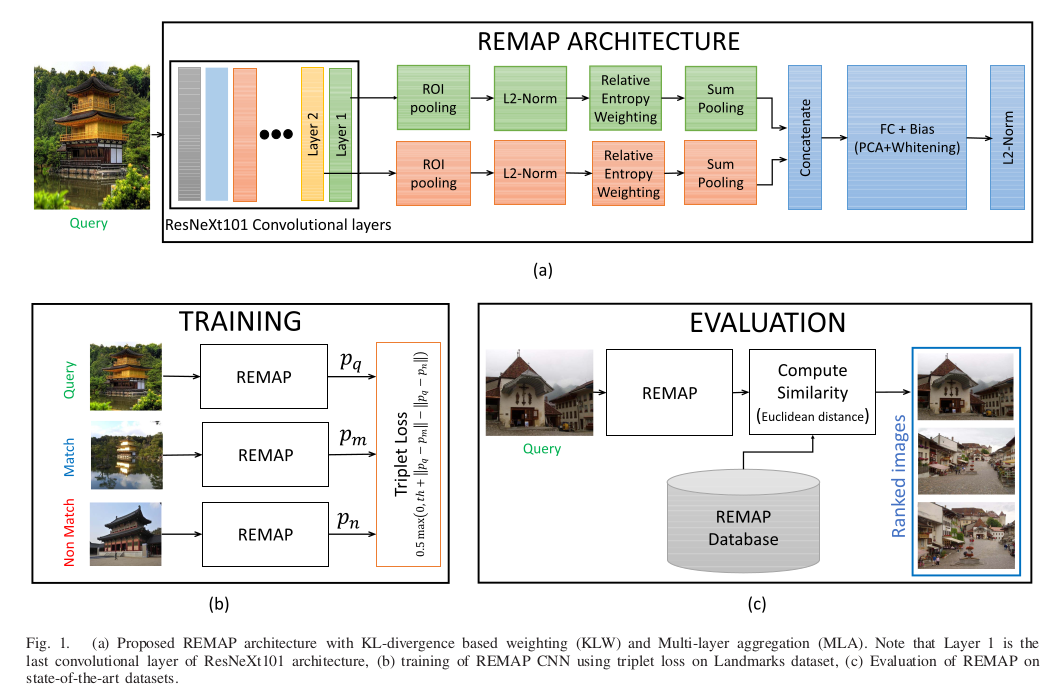 REMAP ARCHITECTURE
Query
Layer 2
Layer 1
ResNeXt101 Convolutional layers
ROI
pooling
L2-Norm
Relative
Entropy
Weighting
Sum
Pooling
ROI
pooling
L2-Norm
Relative
Entropy
Weighting
Sum
Pooling
Concatenate
FC + Bias
(PCA+Whitening)
L2-Norm
(a)
TRAINING
Query
REMAP
p_q
Match
REMAP
p_m
Non Match
REMAP
p_n
Triplet Loss
0.5 max(0, th + ‖p_q − p_m‖ − ‖p_q − p_n‖)
(b)
EVALUATION
Query
REMAP
Compute
Similarity
(Euclidean distance)
REMAP
Database
Ranked images
(c)
Fig. 1. (a) Proposed REMAP architecture with KL-divergence based weighting (KLW) and Multi-layer aggregation (MLA). Note that Layer 1 is the
last convolutional layer of ResNeXt101 architecture, (b) training of REMAP CNN using triplet loss on Landmarks dataset, (c) Evaluation of REMAP on
state-of-the-art datasets.